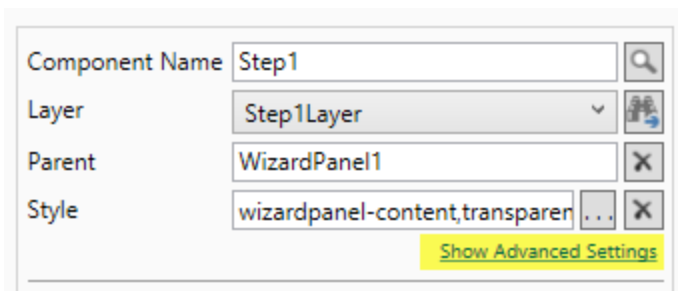 Component Name Step1
Layer Step1Layer
Parent WizardPanel1
Style wizardpanel-content,transparen ...
Show Advanced Settings